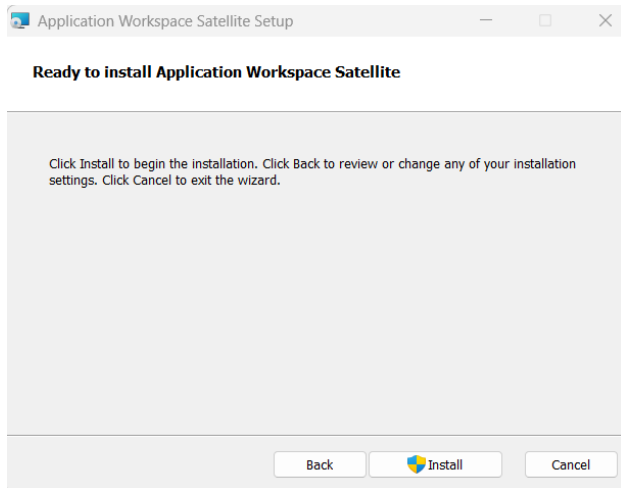 Application Workspace Satellite Setup
Ready to install Application Workspace Satellite
Click Install to begin the installation. Click Back to review or change any of your installation
settings. Click Cancel to exit the wizard.
Back
Install
Cancel